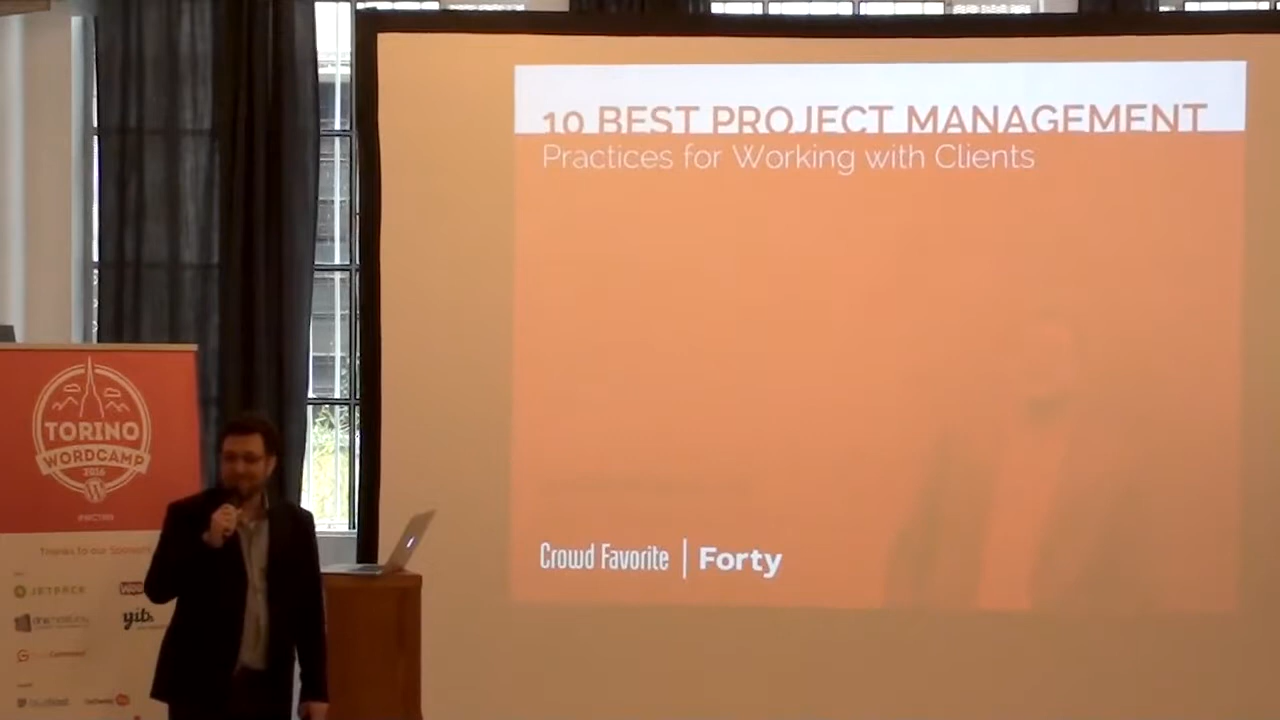 10 BEST PROJECT MANAGEMENT
Practices for Working with Clients
Crowd Favorite | Forty
TORINO
WORDCAMP
2016
Thanks to our Sponsors
JETPACK
WOO
yith